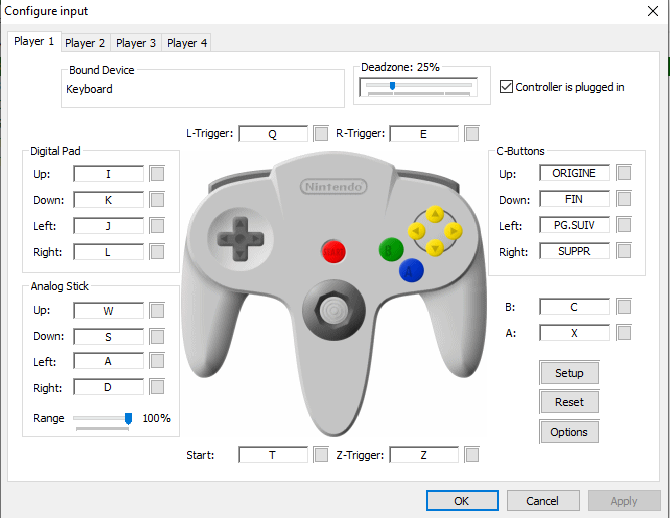 Configure input
Player 1 Player 2 Player 3 Player 4
Bound Device
Keyboard
Deadzone: 25%
Controller is plugged in
L-Trigger: Q R-Trigger: E
Digital Pad
Up: I
Down: K
Left: J
Right: L
C-Buttons
Up: ORIGINE
Down: FIN
Left: PG.SUIV
Right: SUPPR
Nintendo
B
A
Analog Stick
Up: W
Down: S
Left: A
Right: D
Range 100%
B: C
A: X
Setup
Reset
Options
Start: T Z-Trigger: Z
OK Cancel Apply